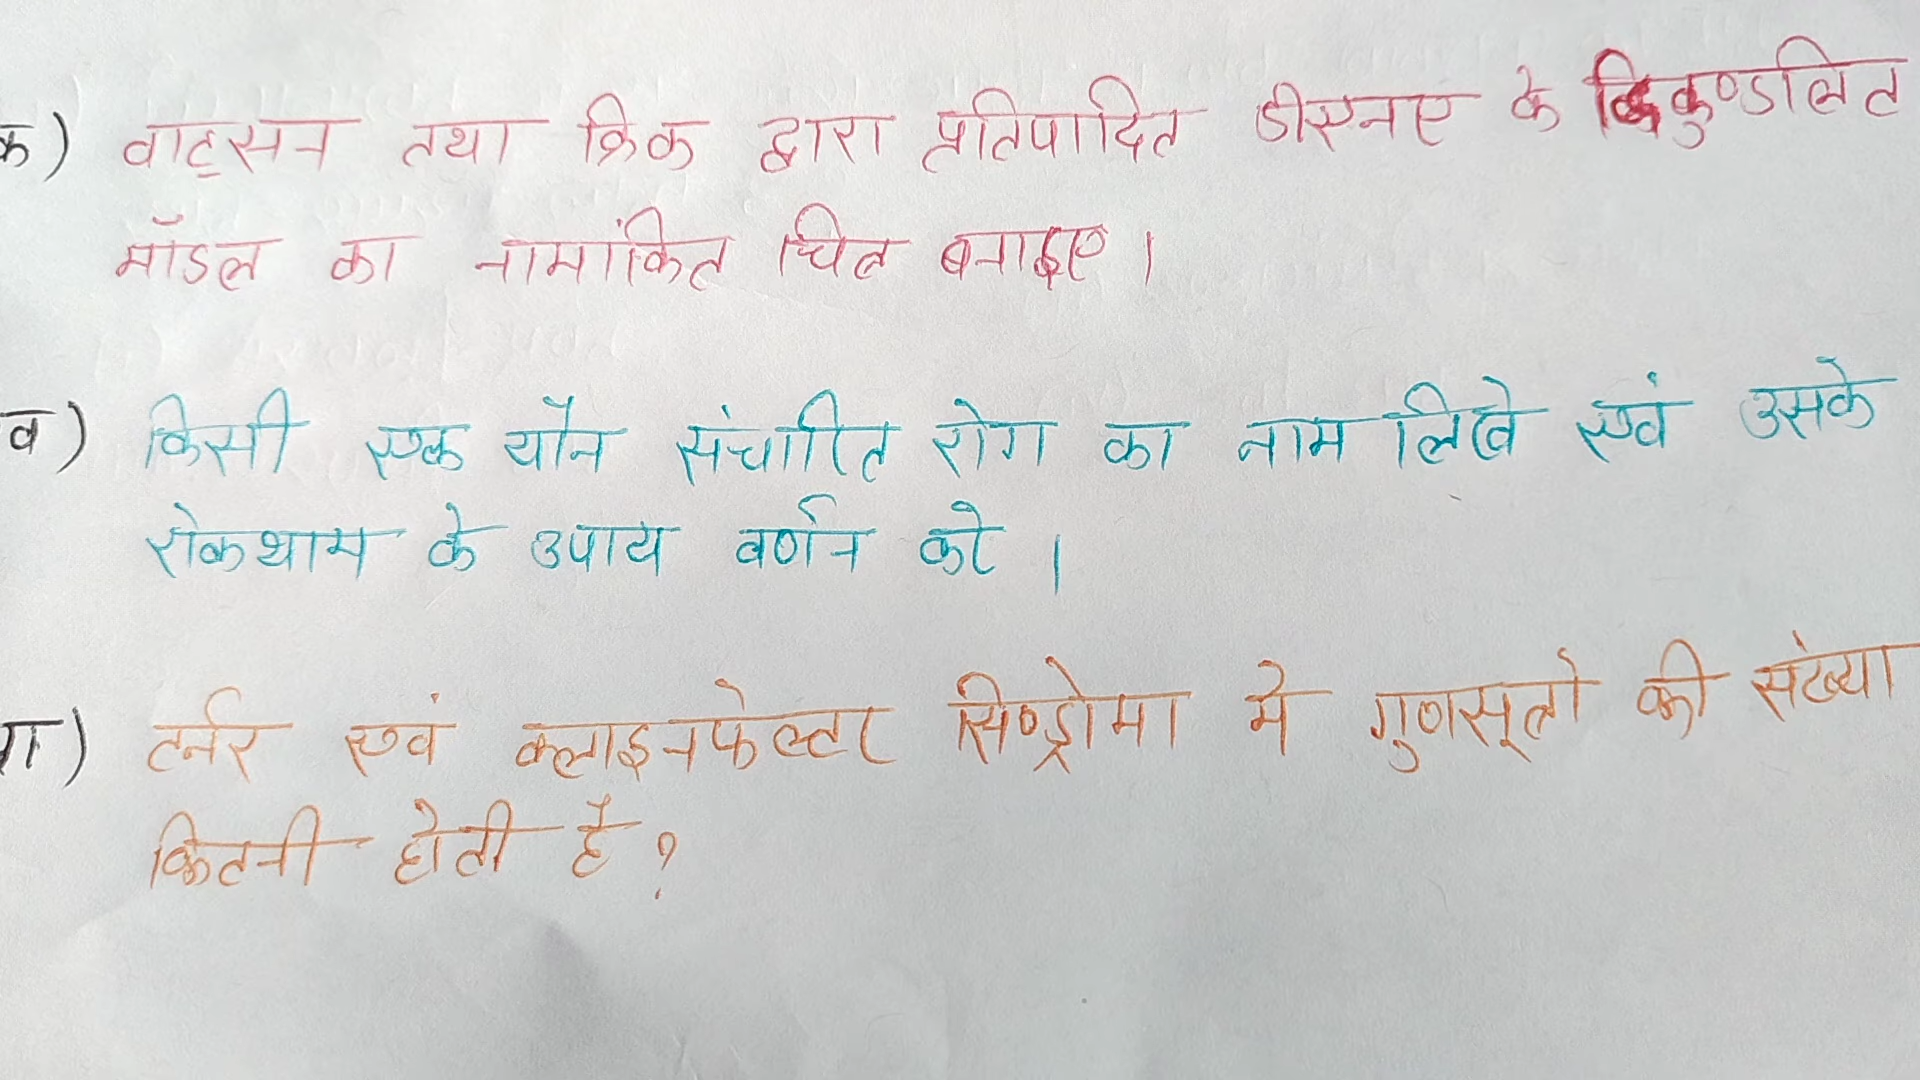 क) वाट्सन तथा क्रिक द्वारा प्रतिपादित डीएनए के द्विकुण्डलित
मॉडल का नामांकित चित्र बनाइए।
व) किसी एक यौन संचारित रोग का नाम लिखे एवं उसके
रोकथाम के उपाय वर्णन करे।
ग) टर्नर एवं क्लाइनफेल्टर सिण्ड्रोमा मे गुणसूत्रो की संख्या
कितनी होती है?